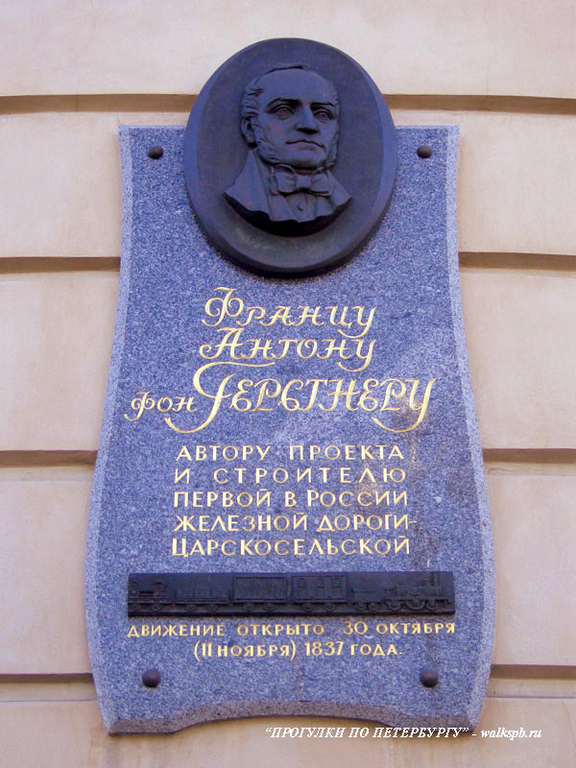 Францу
Антону
фон Герстнеру
АВТОРУ ПРОЕКТА
И СТРОИТЕЛЮ
ПЕРВОЙ В РОССИИ
ЖЕЛЕЗНОЙ ДОРОГИ-
ЦАРСКОСЕЛЬСКОЙ
ДВИЖЕНИЕ ОТКРЫТО 30 ОКТЯБРЯ
(11 НОЯБРЯ) 1837 ГОДА.
"ПРОГУЛКИ ПО ПЕТЕРБУРГУ" - walkspb.ru